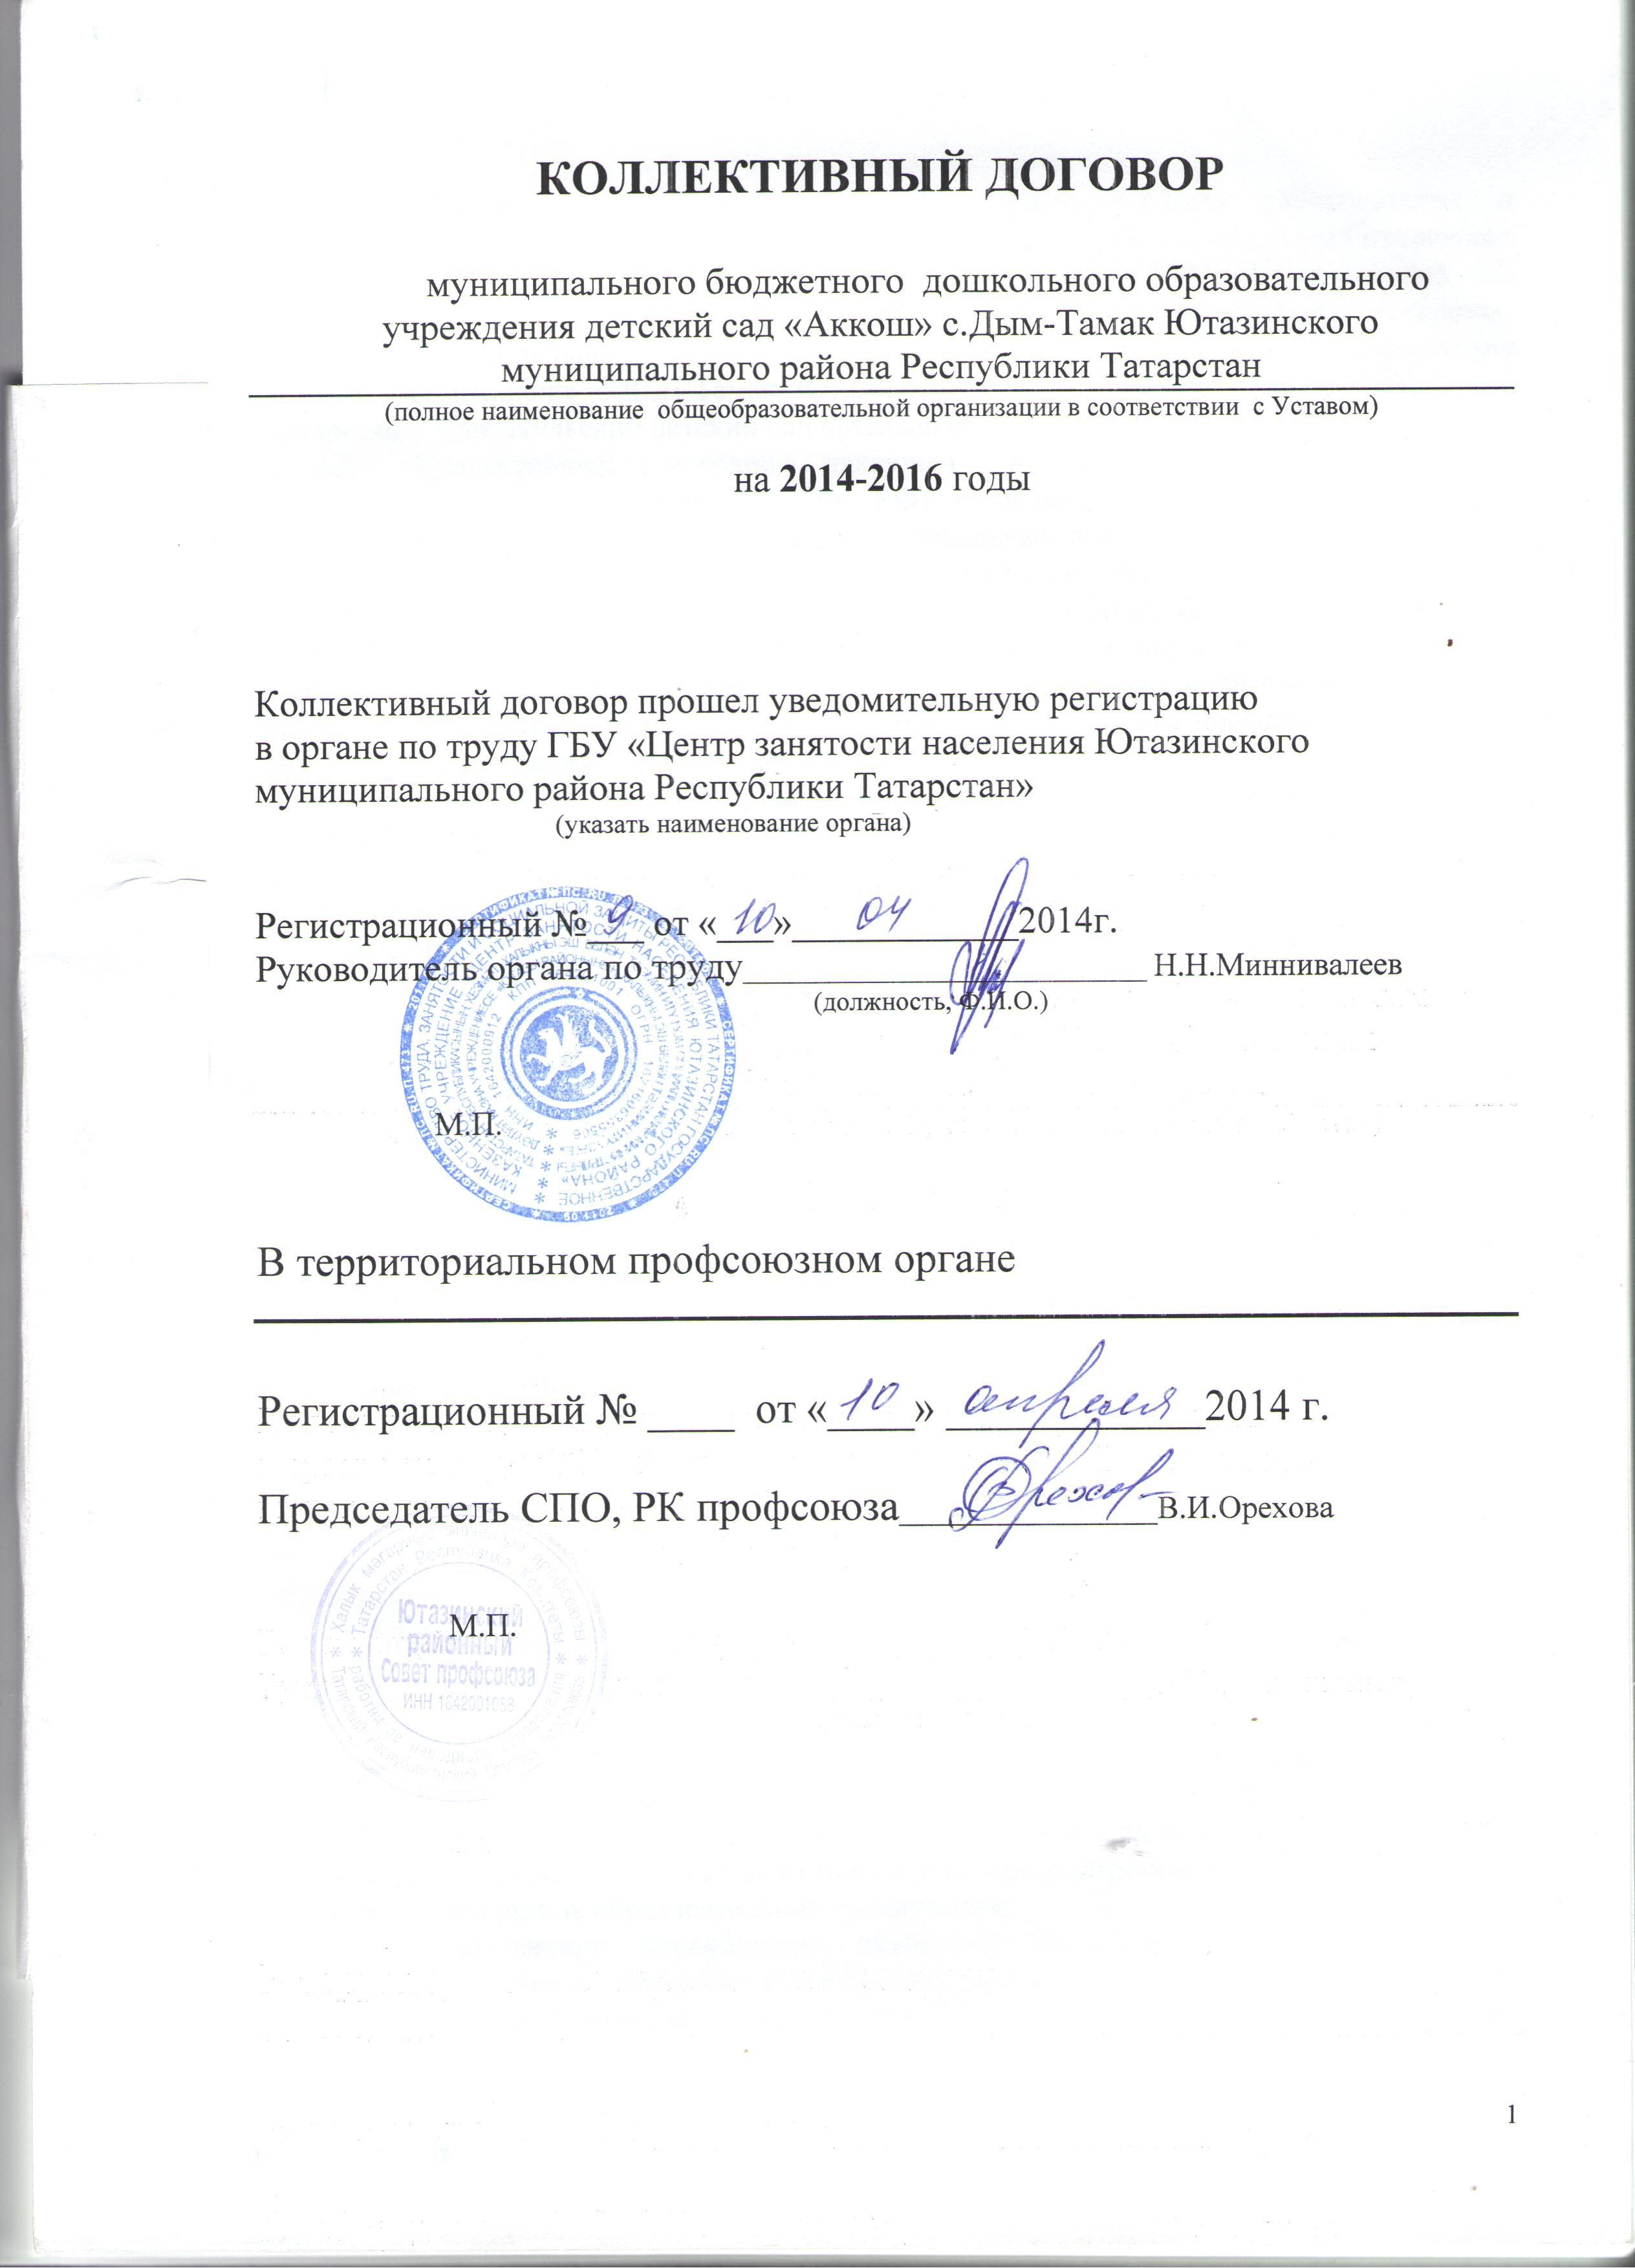 КОЛЛЕКТИВНЫЙ ДОГОВОР
муниципального бюджетного дошкольного образовательного
учреждения детский сад «Аккош» с.Дым-Тамак Ютазинского
муниципального района Республики Татарстан
(полное наименование общеобразовательной организации в соответствии с Уставом)
на 2014-2016 годы
Коллективный договор прошел уведомительную регистрацию
в органе по труду ГБУ «Центр занятости населения Ютазинского
муниципального района Республики Татарстан»
(указать наименование органа)
Регистрационный № 9 от «10» 04 2014г.
Руководитель органа по труду____________________ Н.Н.Миннивалеев
(должность, Ф.И.О.)
М.П.
В территориальном профсоюзном органе
Регистрационный № ____ от «10» апреля 2014 г.
Председатель СПО, РК профсоюза____________В.И.Орехова
Ютазинский
М.П.
районный
Совет профсоюза
ИНН 1642001088
1